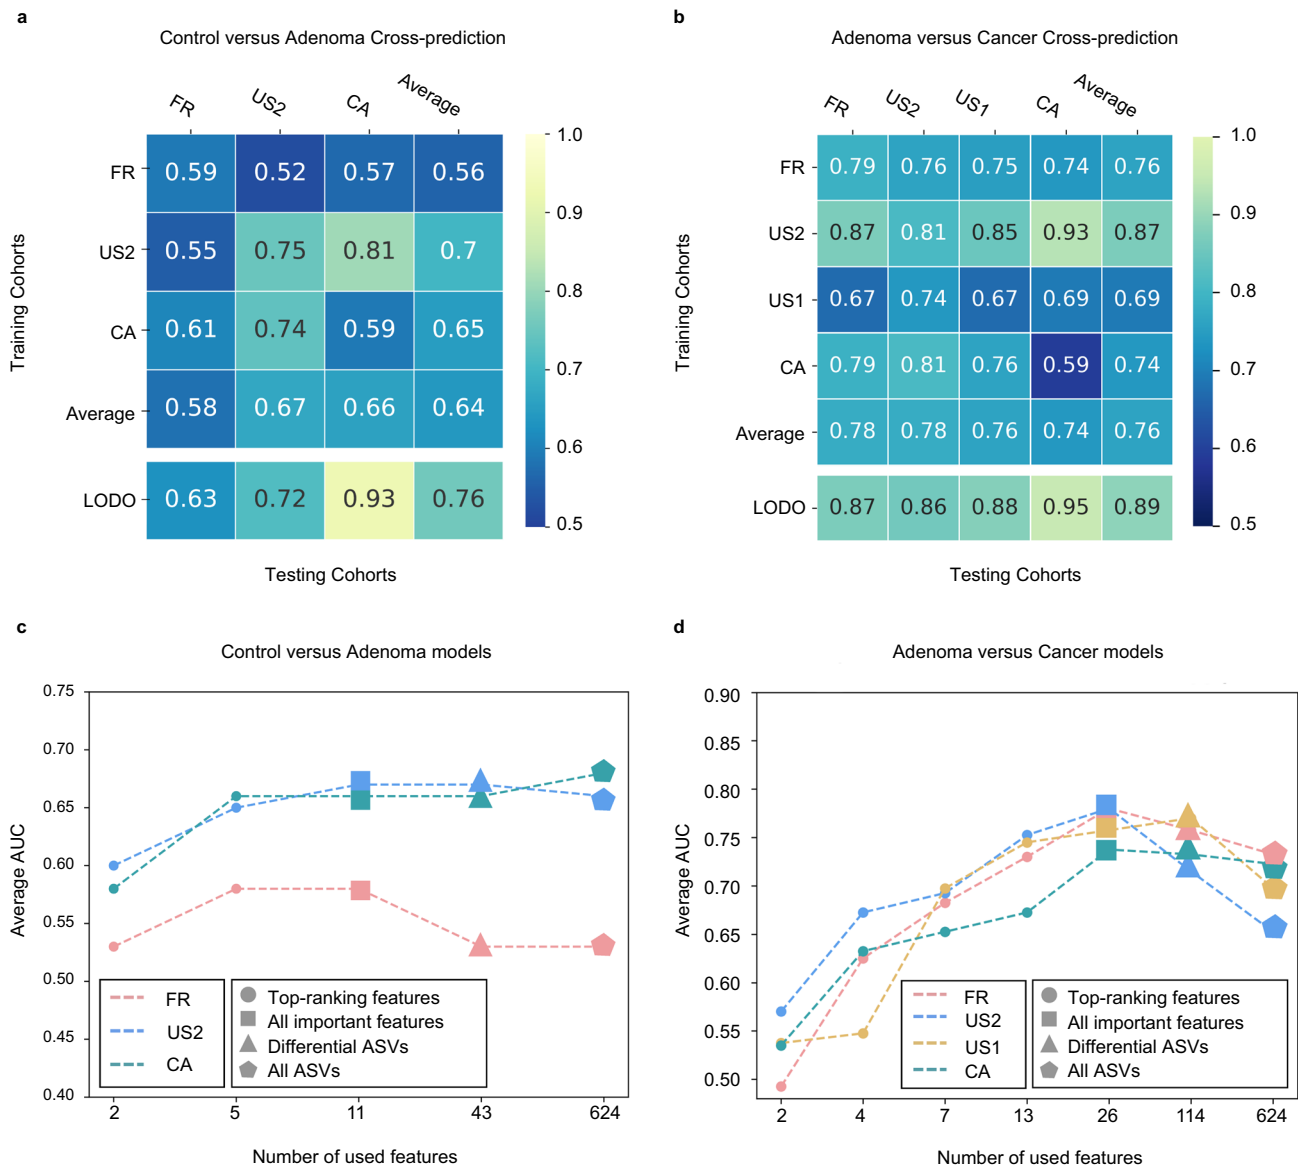 a
Control versus Adenoma Cross-prediction
FR US2 CA Average
FR 0.59 0.52 0.57 0.56
US2 0.55 0.75 0.81 0.7
CA 0.61 0.74 0.59 0.65
Average 0.58 0.67 0.66 0.64
LODO 0.63 0.72 0.93 0.76
1.0
0.9
0.8
0.7
0.6
0.5
Training Cohorts
Testing Cohorts
b
Adenoma versus Cancer Cross-prediction
FR US2 US1 CA Average
FR 0.79 0.76 0.75 0.74 0.76
US2 0.87 0.81 0.85 0.93 0.87
US1 0.67 0.74 0.67 0.69 0.69
CA 0.79 0.81 0.76 0.59 0.74
Average 0.78 0.78 0.76 0.74 0.76
LODO 0.87 0.86 0.88 0.95 0.89
1.0
0.9
0.8
0.7
0.6
0.5
Training Cohorts
Testing Cohorts
c
Control versus Adenoma models
0.75
0.70
0.65
0.60
0.55
0.50
0.45
0.40
Average AUC
FR
US2
CA
Top-ranking features
All important features
Differential ASVs
All ASVs
2 5 11 43 624
Number of used features
d
Adenoma versus Cancer models
0.90
0.85
0.80
0.75
0.70
0.65
0.60
0.55
0.50
Average AUC
FR
US2
US1
CA
Top-ranking features
All important features
Differential ASVs
All ASVs
2 4 7 13 26 114 624
Number of used features